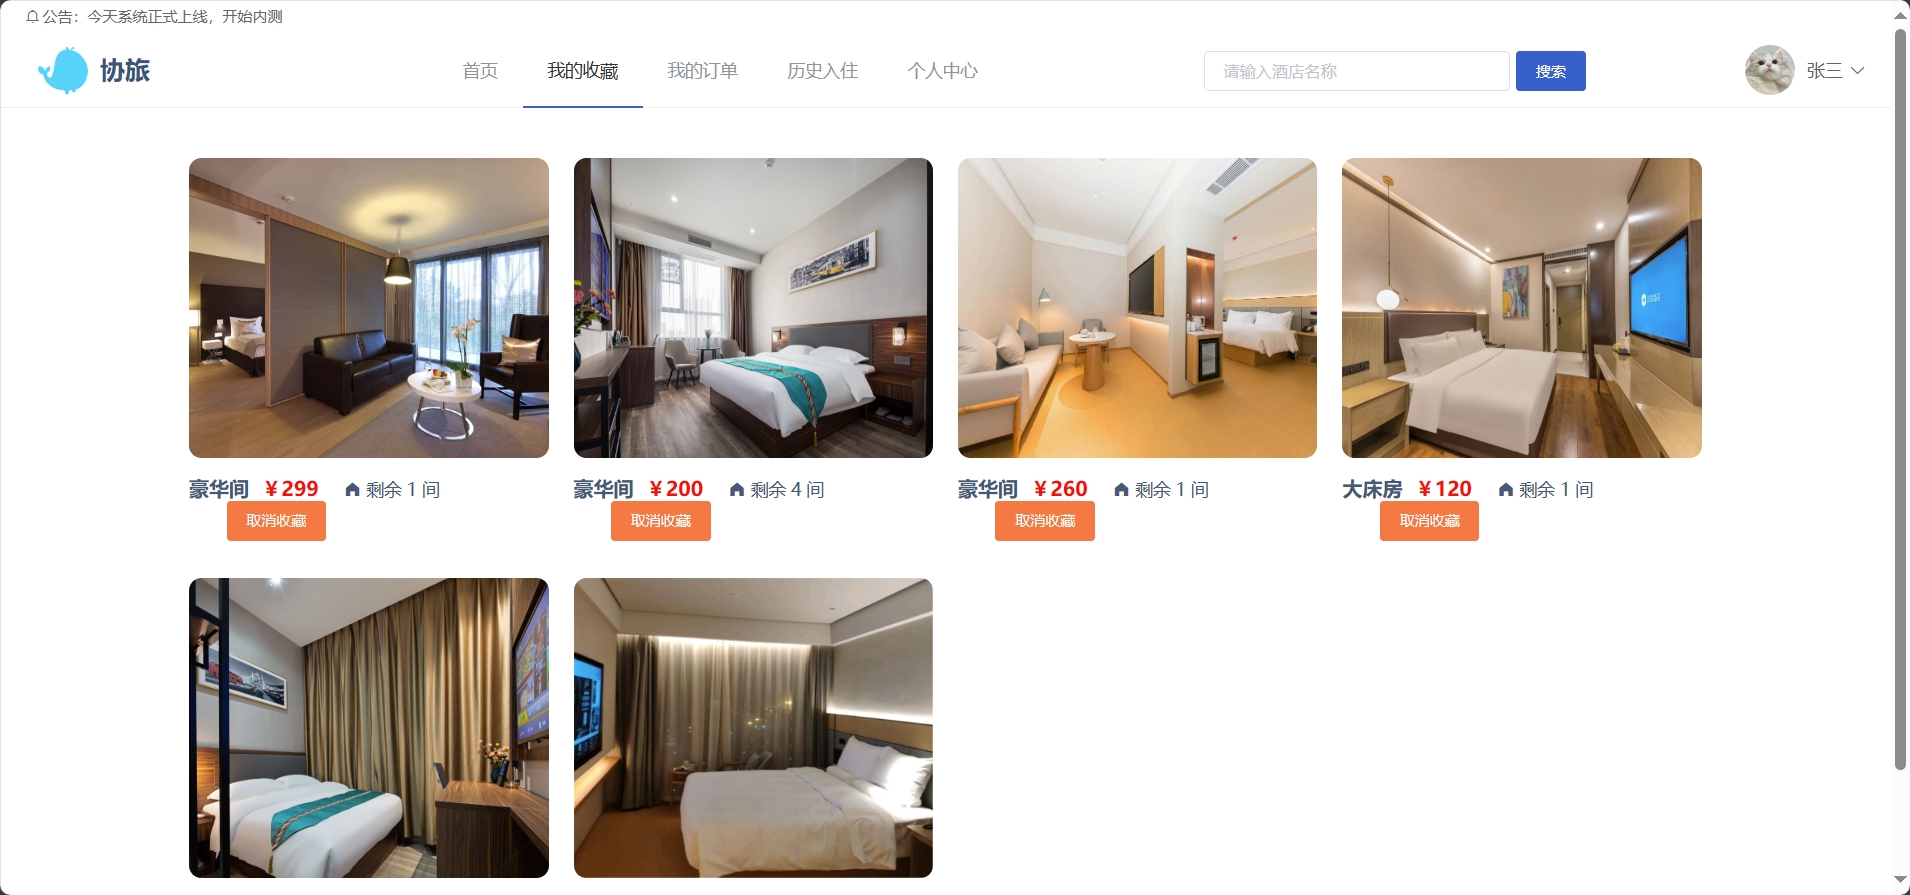 公告：今天系统正式上线，开始内测
协旅
首页
我的收藏
我的订单
历史入住
个人中心
请输入酒店名称
搜索
张三
豪华间 ￥299 剩余 1 间
取消收藏
豪华间 ￥200 剩余 4 间
取消收藏
豪华间 ￥260 剩余 1 间
取消收藏
大床房 ￥120 剩余 1 间
取消收藏